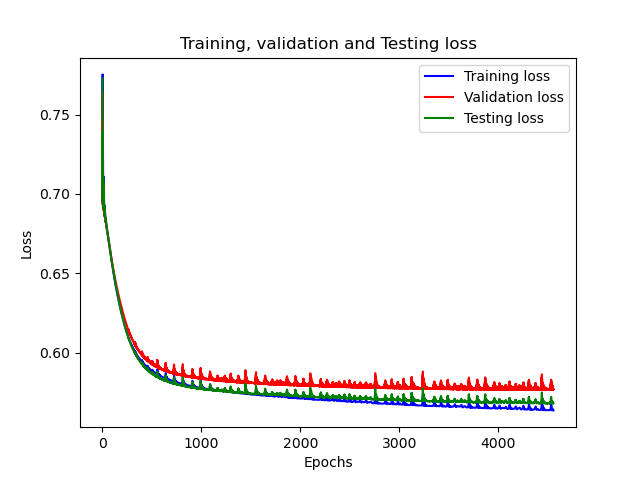 Training, validation and Testing loss
Training loss
Validation loss
Testing loss
0.75
0.70
0.65
0.60
Loss
0
1000
2000
3000
4000
Epochs